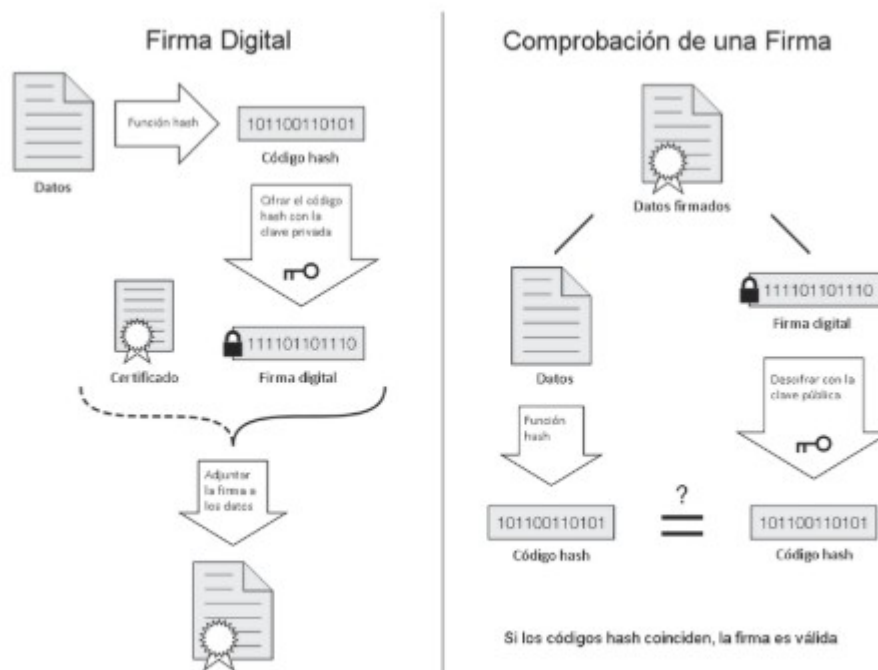 Firma Digital
Datos
Función hash
101100110101
Código hash
Cifrar el código
hash con la
clave privada
Certificado
111101101110
Firma digital
Adjuntar
la firma a
los datos
Comprobación de una Firma
Datos firmados
Datos
111101101110
Firma digital
Función
hash
Descifrar con la
clave pública
101100110101
Código hash
?
=
101100110101
Código hash
Si los códigos hash coinciden, la firma es válida